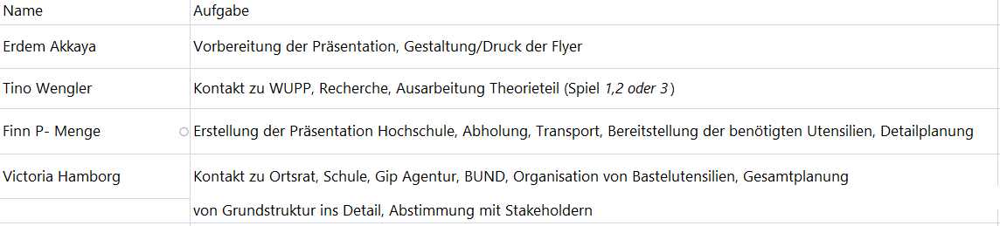 Name Aufgabe
Erdem Akkaya Vorbereitung der Präsentation, Gestaltung/Druck der Flyer
Tino Wengler Kontakt zu WUPP, Recherche, Ausarbeitung Theorieteil (Spiel 1,2 oder 3)
Finn P- Menge Erstellung der Präsentation Hochschule, Abholung, Transport, Bereitstellung der benötigten Utensilien, Detailplanung
Victoria Hamborg Kontakt zu Ortsrat, Schule, Gip Agentur, BUND, Organisation von Bastelutensilien, Gesamtplanung
von Grundstruktur ins Detail, Abstimmung mit Stakeholdern